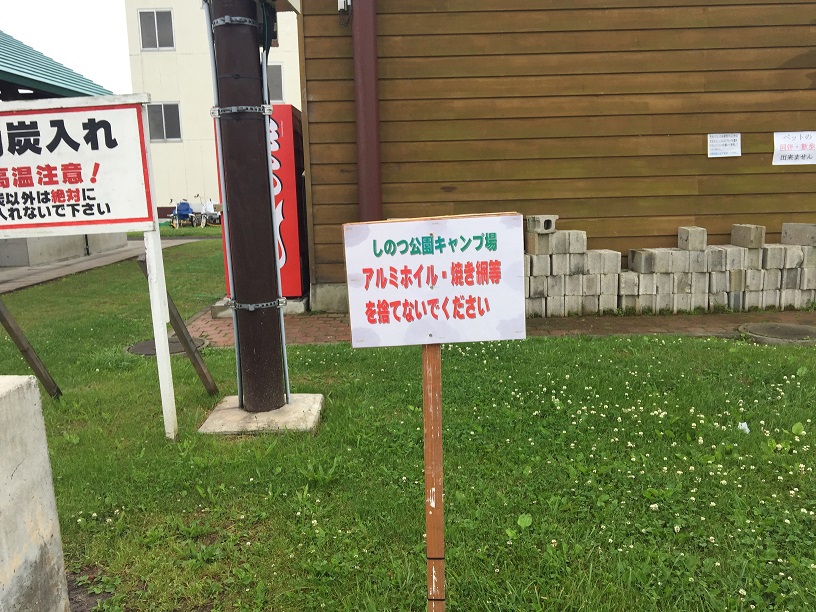 炭入れ
高温注意！
炭以外は絶対に
入れないで下さい
しのつ公園キャンプ場
アルミホイル・焼き網等
を捨てないでください
ペットの
出来ません